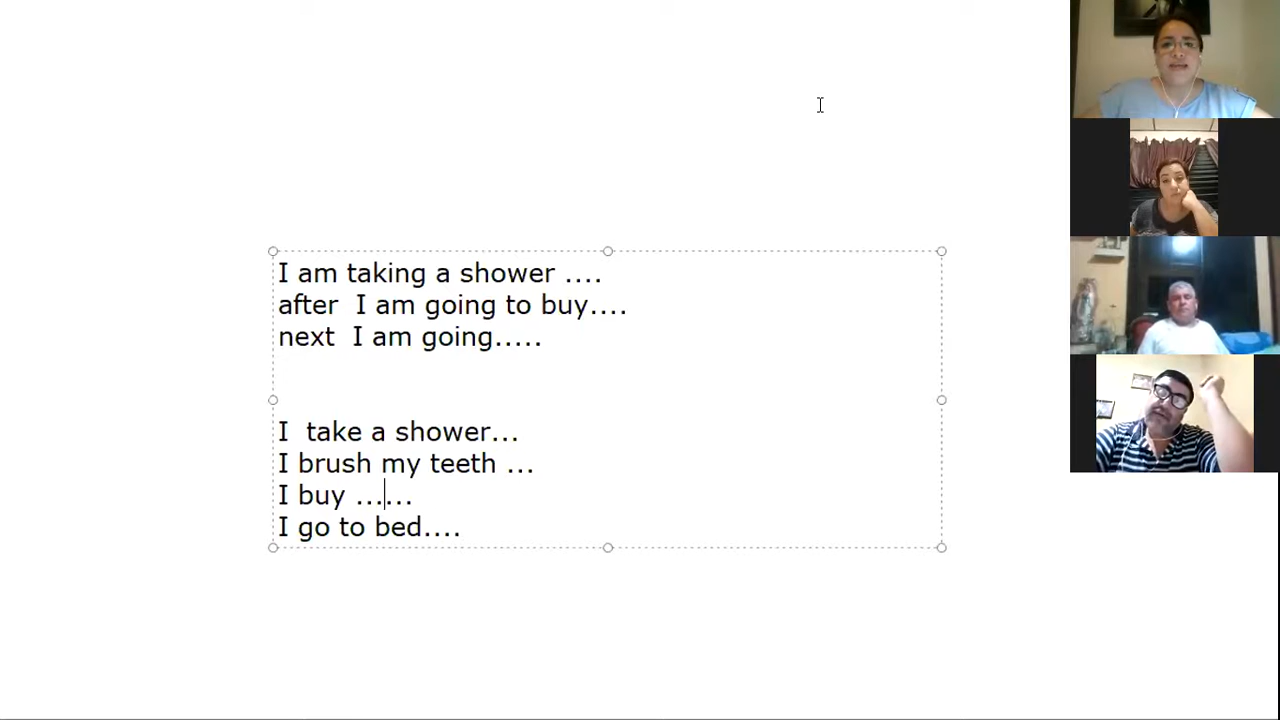 I am taking a shower ....
after  I am going to buy....
next  I am going.....
I  take a shower...
I brush my teeth ...
I buy ......
I go to bed....